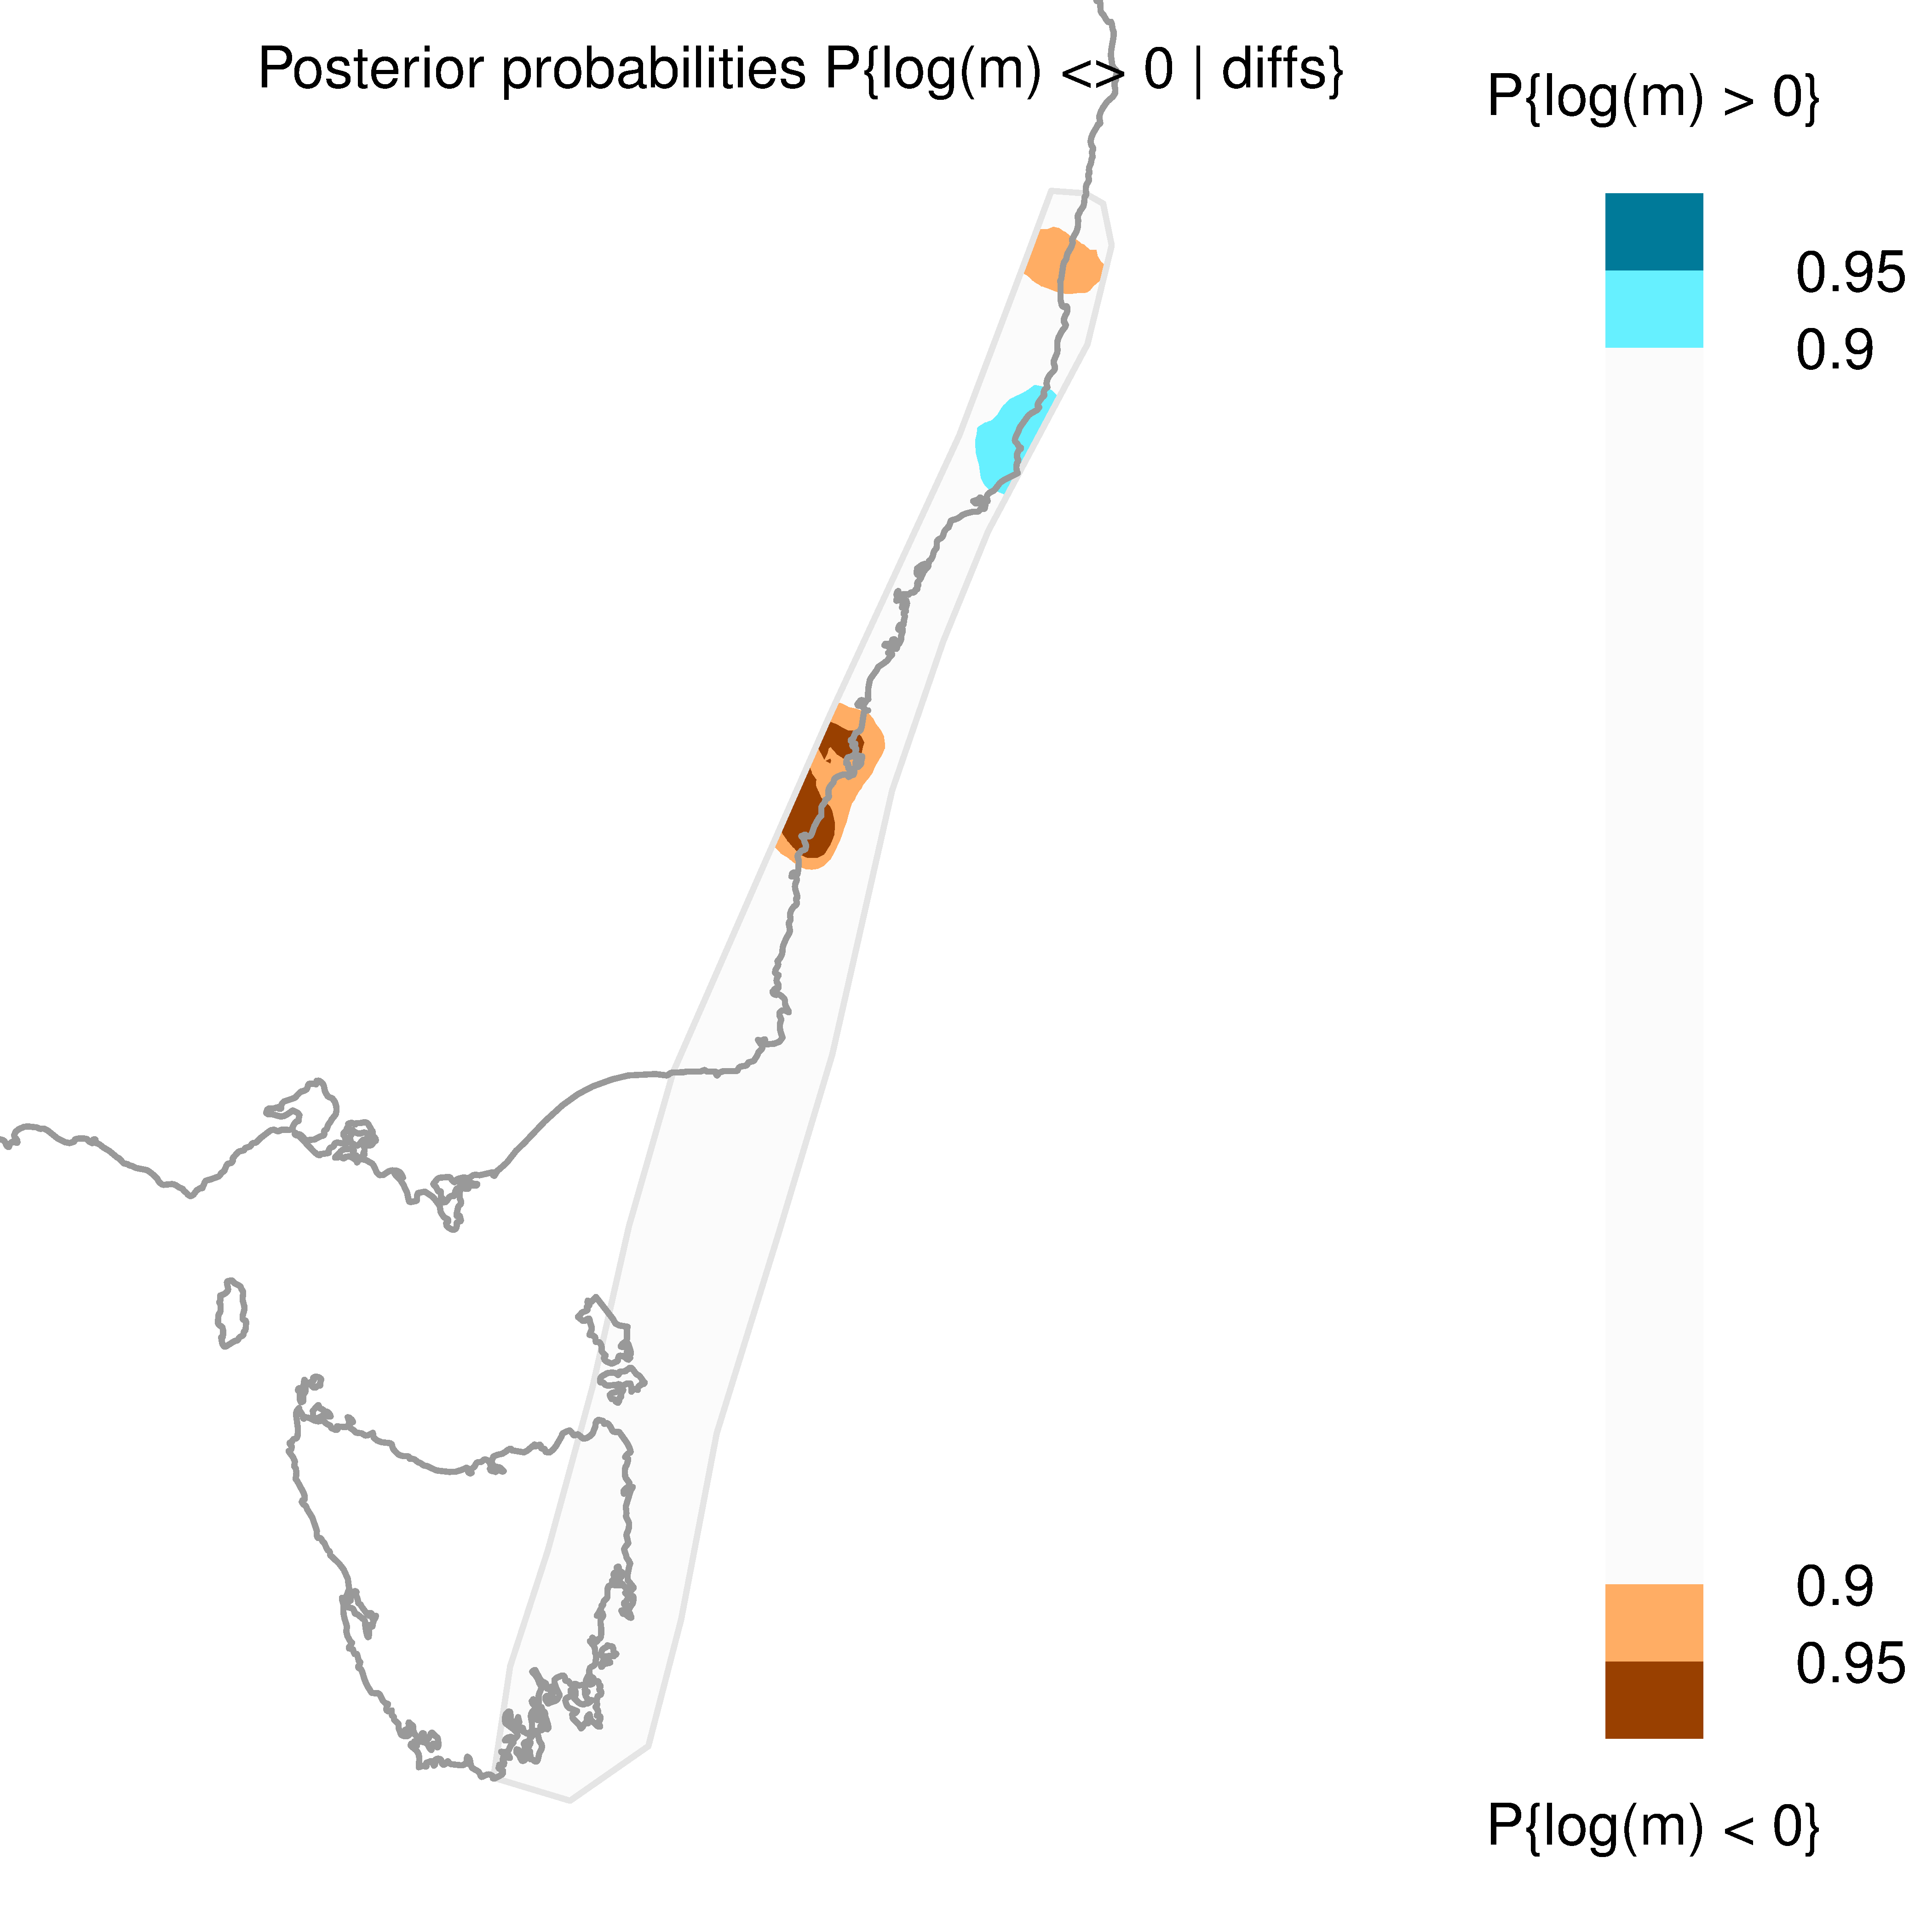 Posterior probabilities P{log(m) <> 0 | diffs}
P{log(m) > 0}
0.95
0.9
0.9
0.95
P{log(m) < 0}